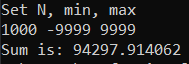 Set N, min, max
1000 -9999 9999
Sum is: 94297.914062